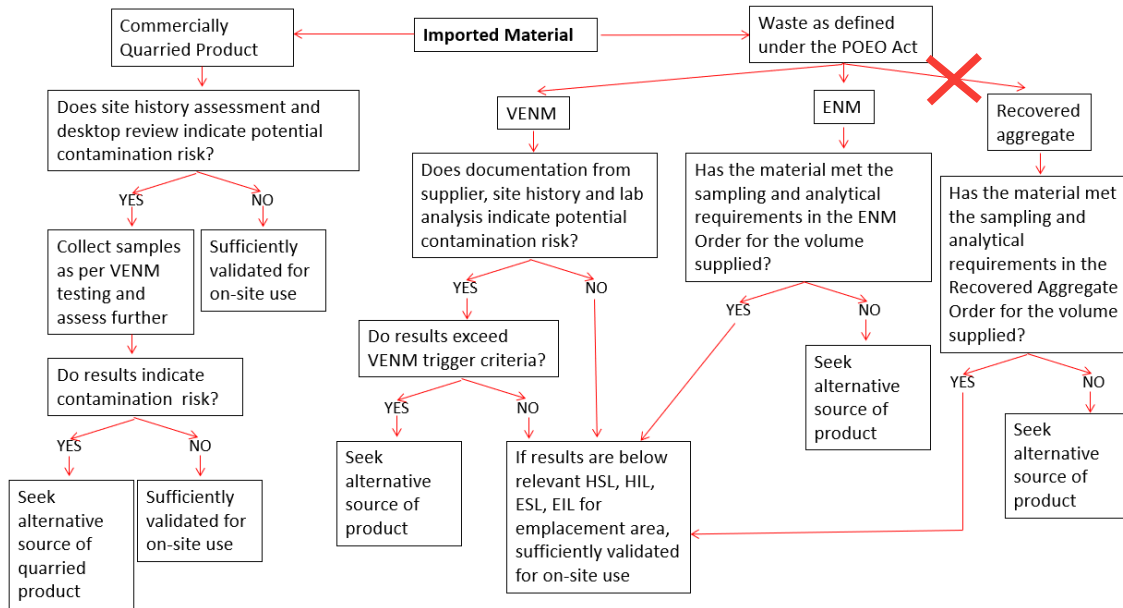 Commercially
Quarried Product
Imported Material
Waste as defined
under the POEO Act
Does site history assessment and
desktop review indicate potential
contamination risk?
YES
NO
Collect samples
as per VENM
testing and
assess further
Sufficiently
validated for
on-site use
Do results indicate
contamination risk?
YES
NO
Seek
alternative
source of
quarried
product
Sufficiently
validated for
on-site use
VENM
Does documentation from
supplier, site history and lab
analysis indicate potential
contamination risk?
YES
NO
Do results exceed
VENM trigger criteria?
YES
NO
Seek
alternative
source of
product
If results are below
relevant HSL, HIL,
ESL, EIL for
emplacement area,
sufficiently validated
for on-site use
ENM
Has the material met the
sampling and analytical
requirements in the ENM
Order for the volume
supplied?
YES
NO
Seek
alternative
source of
product
Recovered
aggregate
Has the material met
the sampling and
analytical
requirements in the
Recovered Aggregate
Order for the volume
supplied?
YES
NO
Seek
alternative
source of
product